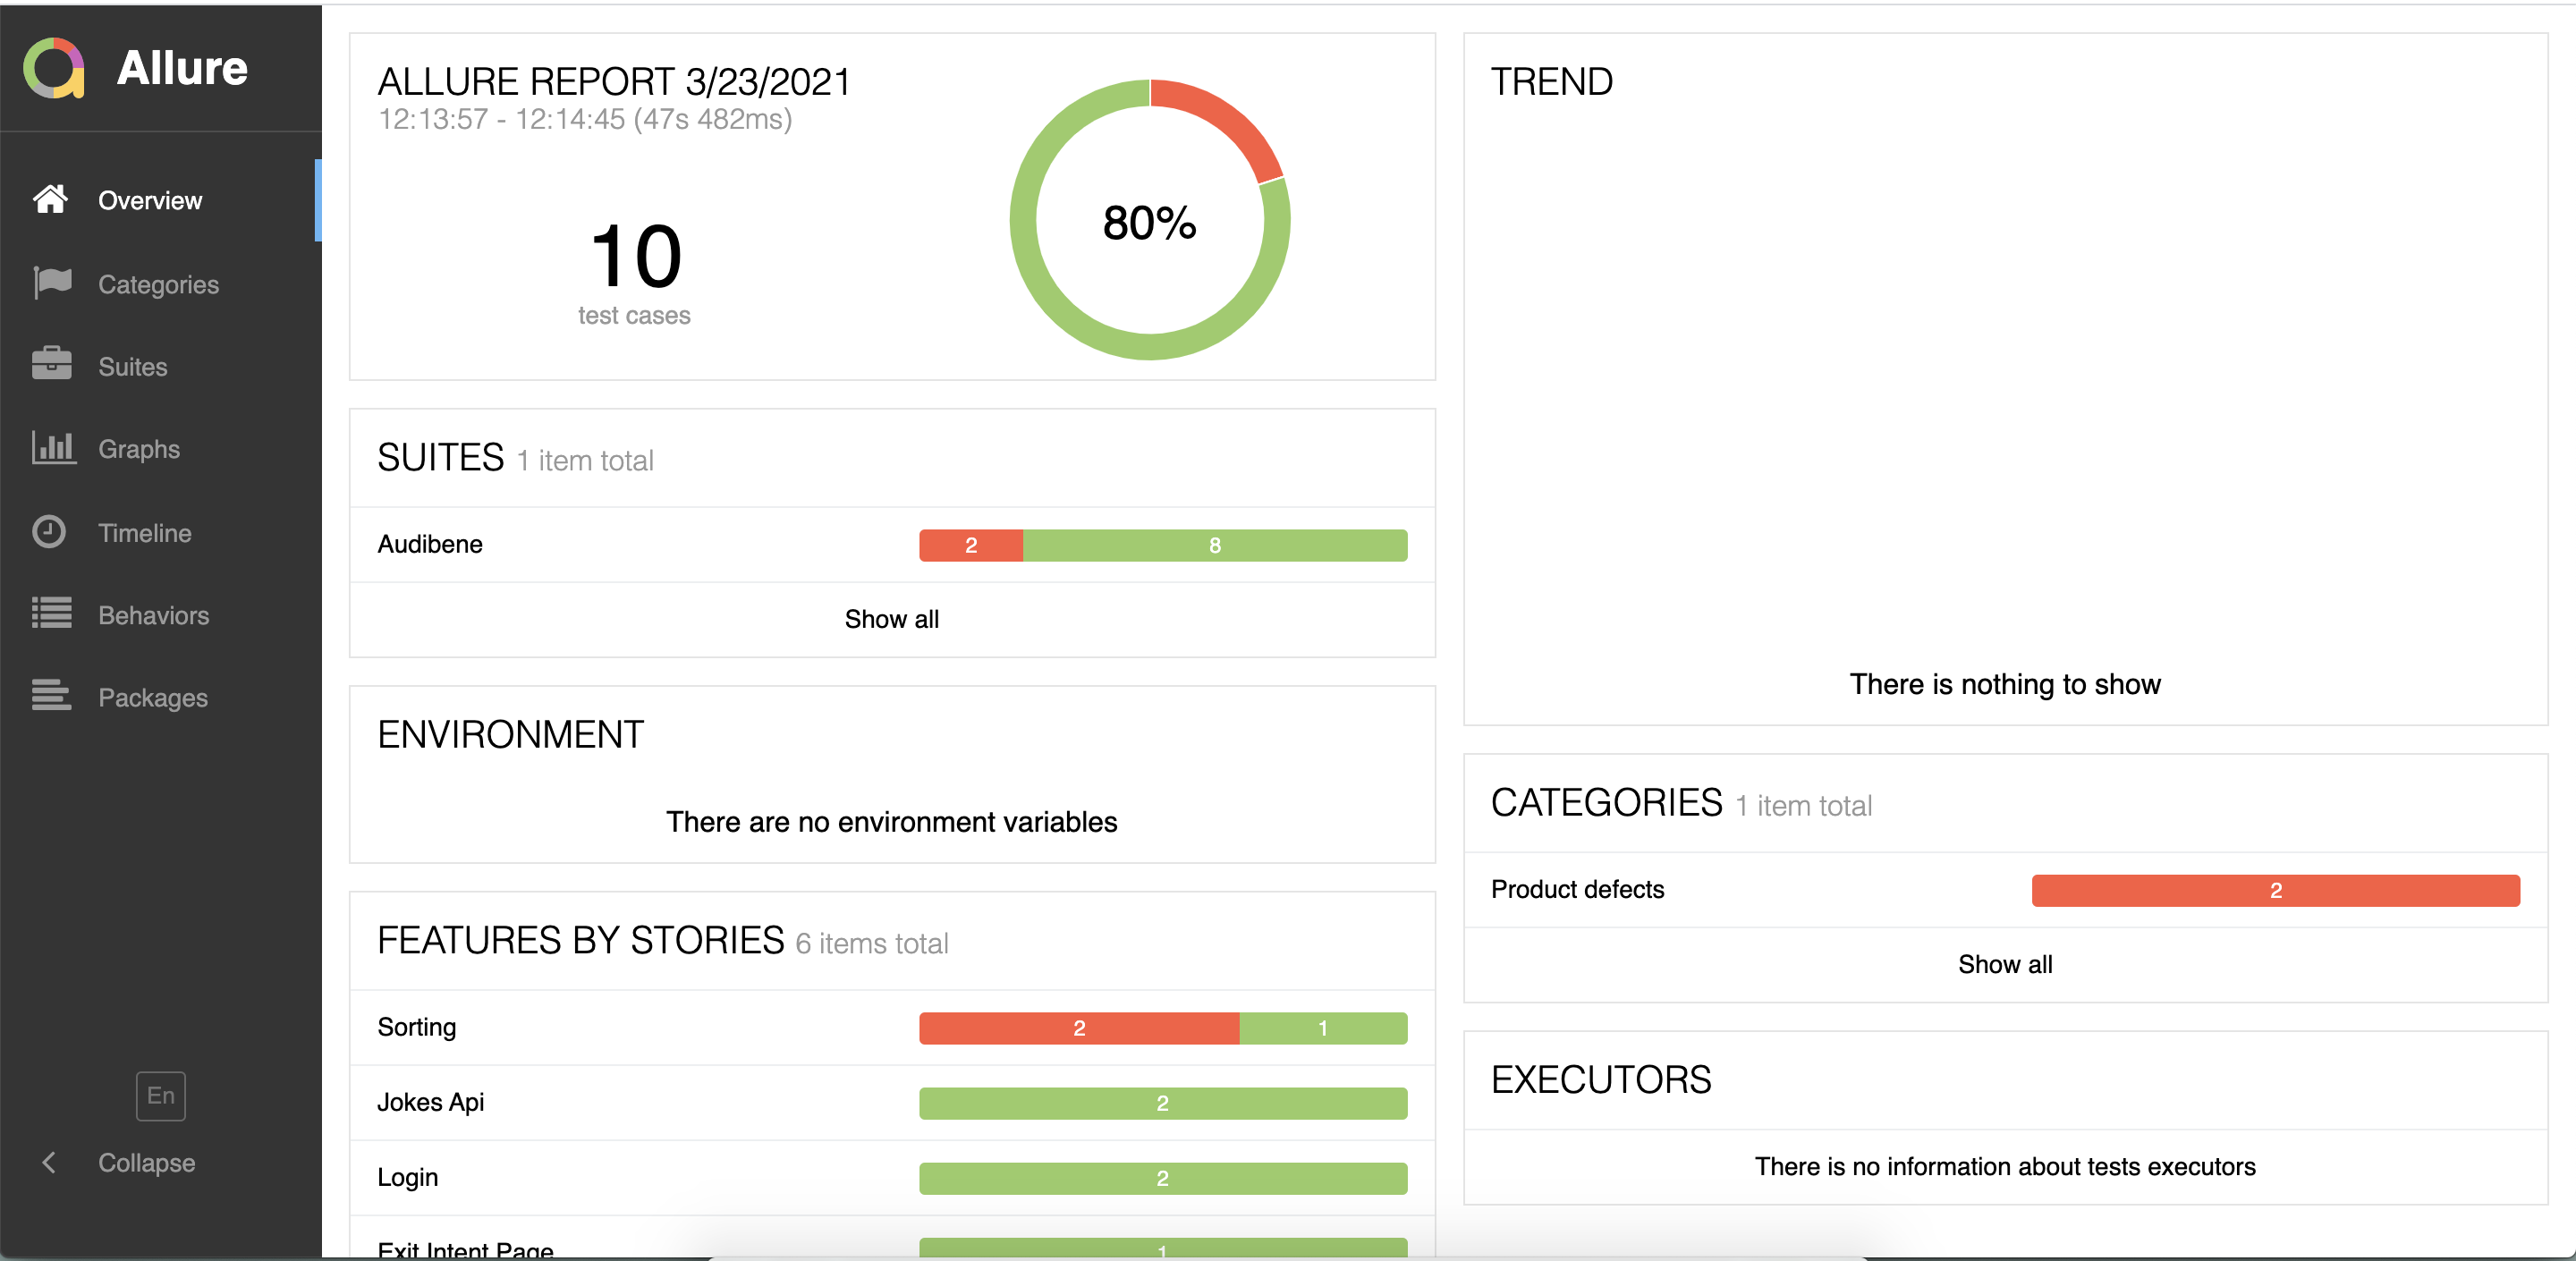 Allure
Overview
Categories
Suites
Graphs
Timeline
Behaviors
Packages
En
Collapse
ALLURE REPORT 3/23/2021
12:13:57 - 12:14:45 (47s 482ms)
10
test cases
80%
SUITES 1 item total
Audibene 2 8
Show all
ENVIRONMENT
There are no environment variables
FEATURES BY STORIES 6 items total
Sorting 2 1
Jokes Api 2
Login 2
Exit Intent Page 1
TREND
There is nothing to show
CATEGORIES 1 item total
Product defects 2
Show all
EXECUTORS
There is no information about tests executors